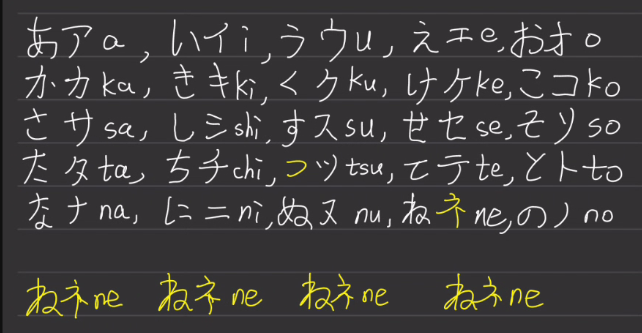 あアa, いイi, うウu, えエe, おオo
かカka, きキki, くクku, けケke, こコko
さサsa, しシshi, すスsu, せセse, そソso
たタta, ちチchi, つツtsu, てテte, とトto
なナna, にニni, ぬヌnu, ねネne, のノno
ねネne ねネne ねネne ねネne